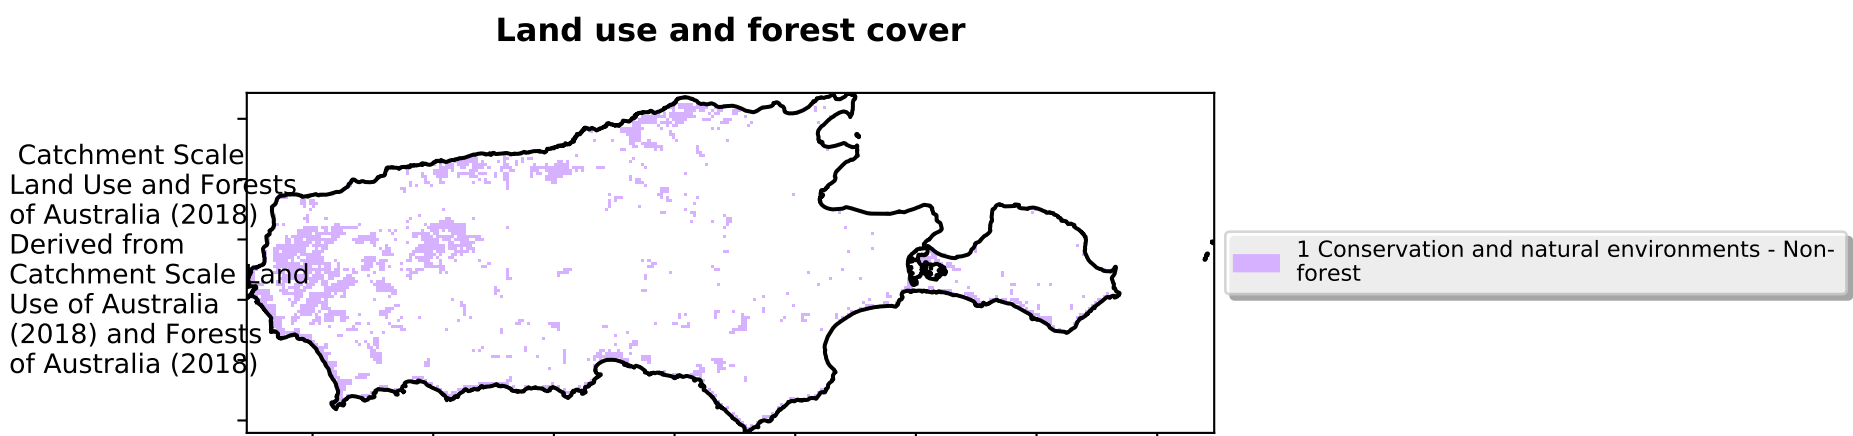 Land use and forest cover
Catchment Scale
Land Use and Forests
of Australia (2018)
Derived from
Catchment Scale Land
Use of Australia
(2018) and Forests
of Australia (2018)
1 Conservation and natural environments - Non-
forest